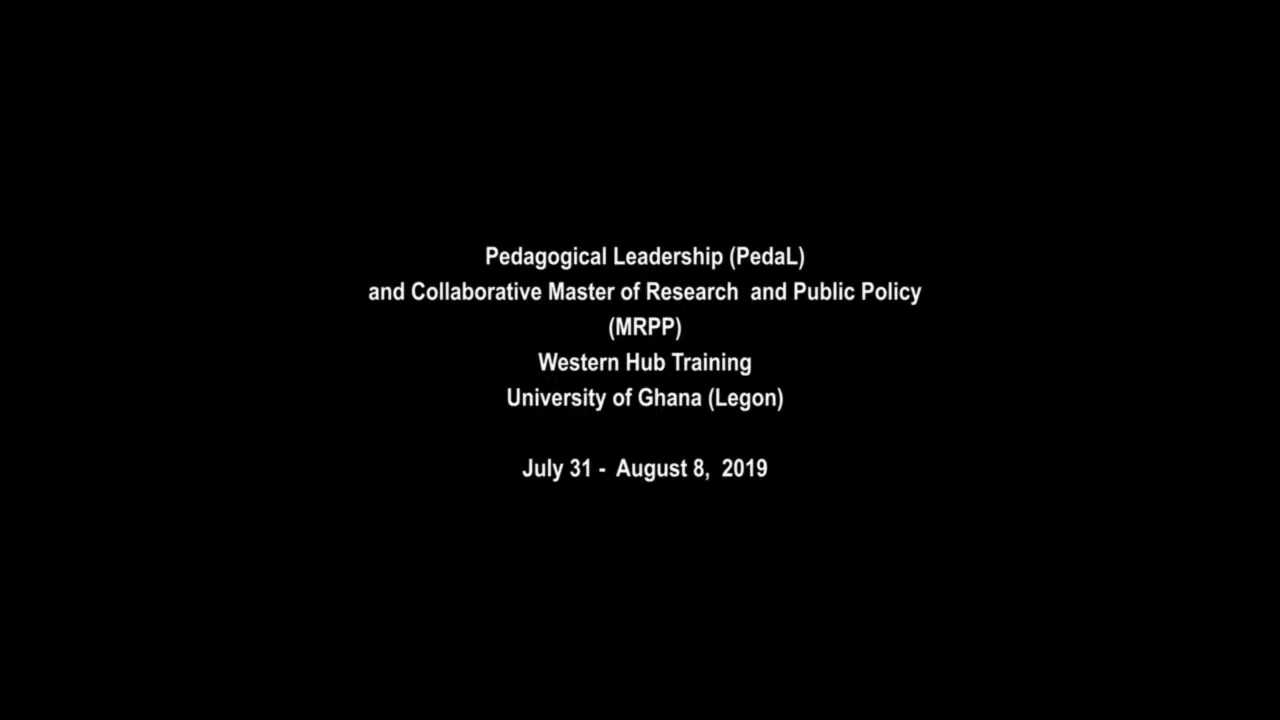 Pedagogical Leadership (PedaL)
and Collaborative Master of Research  and Public Policy
(MRPP)
Western Hub Training
University of Ghana (Legon)
July 31 -  August 8,  2019